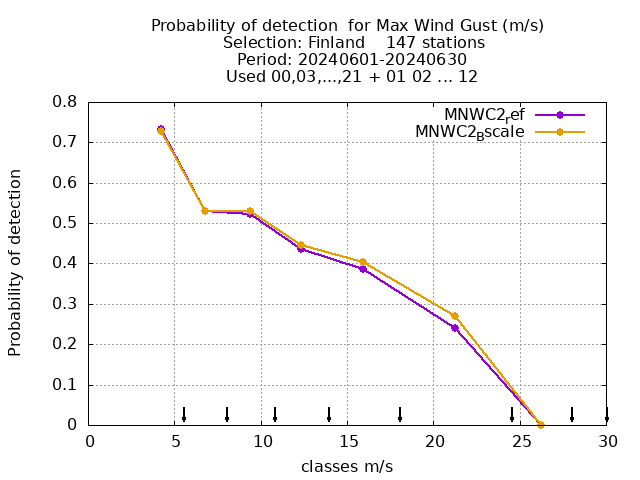 Probability of detection  for Max Wind Gust (m/s)
Selection: Finland    147 stations
Period: 20240601-20240630
Used 00,03,...,21 + 01 02 ... 12
MNWC2_ref
MNWC2_Bscale
Probability of detection
0.8
0.7
0.6
0.5
0.4
0.3
0.2
0.1
0
0 5 10 15 20 25 30
classes m/s